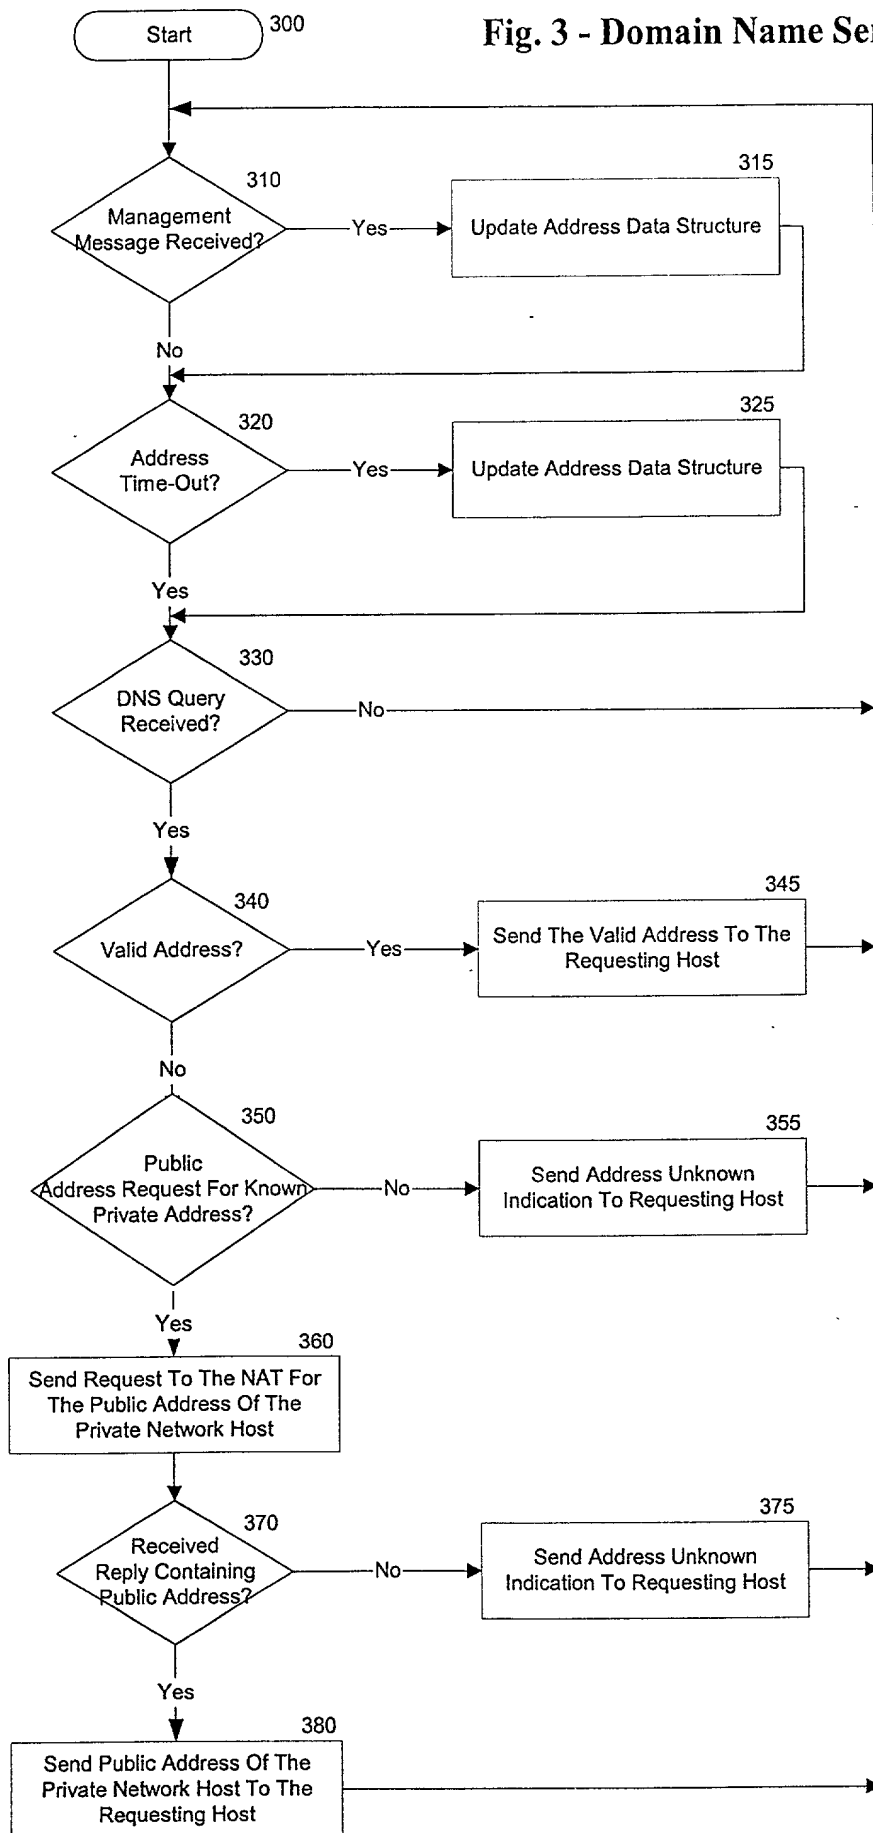 Start
300
Fig. 3 - Domain Name Ser
310
Management
Message Received?
Yes
315
Update Address Data Structure
No
320
Address
Time-Out?
Yes
325
Update Address Data Structure
Yes
330
DNS Query
Received?
No
Yes
340
Valid Address?
Yes
345
Send The Valid Address To The
Requesting Host
No
350
Public
Address Request For Known
Private Address?
No
355
Send Address Unknown
Indication To Requesting Host
Yes
360
Send Request To The NAT For
The Public Address Of The
Private Network Host
370
Received
Reply Containing
Public Address?
No
375
Send Address Unknown
Indication To Requesting Host
Yes
380
Send Public Address Of The
Private Network Host To The
Requesting Host